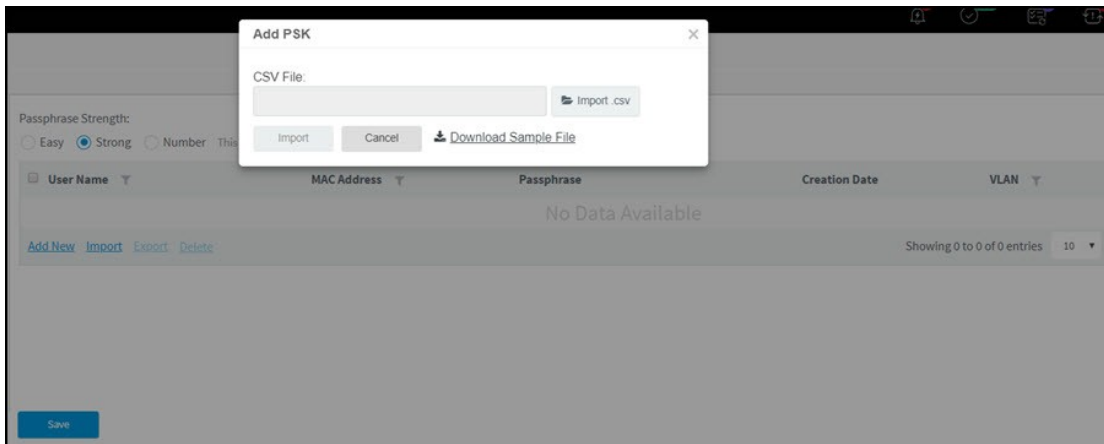 Add PSK
CSV File:
Import .csv
Import Cancel Download Sample File
Passphrase Strength:
Easy Strong Number This
User Name MAC Address Passphrase Creation Date VLAN
No Data Available
Add New Import Export Delete Showing 0 to 0 of 0 entries 10
Save